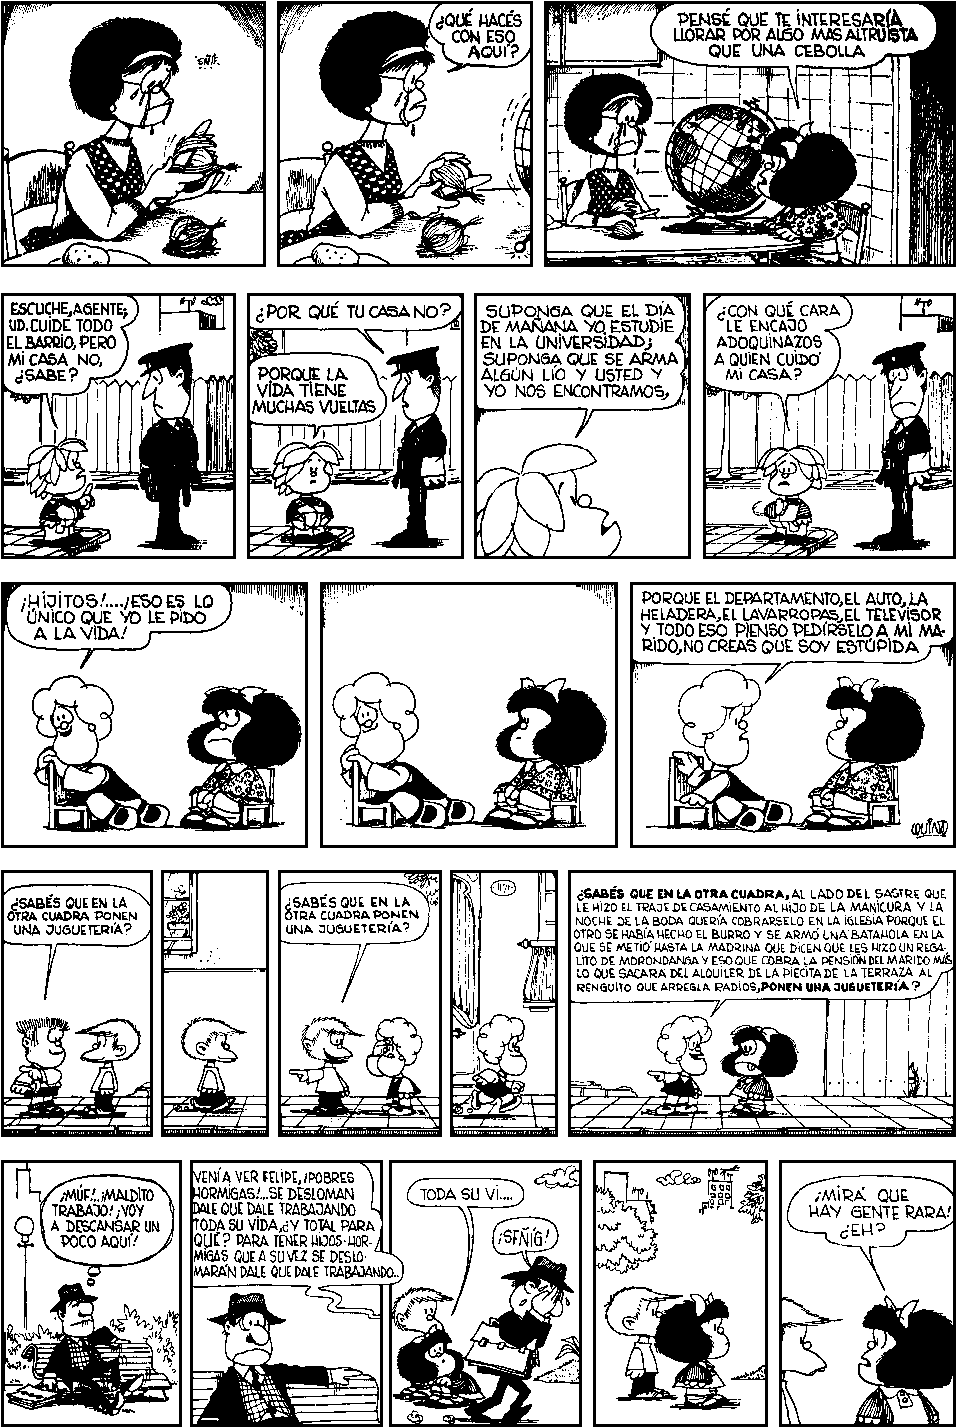 ¿QUÉ HACÉS
CON ESO
AQUÍ?
PENSÉ QUE TE INTERESARÍA
LLORAR POR ALGO MAS ALTRUISTA
QUE UNA CEBOLLA
ESCUCHE, AGENTE;
UD. CUIDE TODO
EL BARRIO, PERO
MI CASA NO,
¿SABE?
¿POR QUÉ TU CASA NO?
PORQUE LA
VIDA TIENE
MUCHAS VUELTAS
SUPONGA QUE EL DÍA
DE MAÑANA YO ESTUDIE
EN LA UNIVERSIDAD;
SUPONGA QUE SE ARMA
ALGÚN LÍO Y USTED Y
YO NOS ENCONTRAMOS,
¿CON QUÉ CARA
LE ENCAJO
ADOQUINAZOS
A QUIEN CUIDÓ
MI CASA?
¡HIJITOS!....¡ESO ES LO
ÚNICO QUE YO LE PIDO
A LA VIDA!
PORQUE EL DEPARTAMENTO, EL AUTO, LA
HELADERA, EL LAVARROPAS, EL TELEVISOR
Y TODO ESO PIENSO PEDÍRSELO A MI MA-
RIDO, NO CREAS QUE SOY ESTÚPIDA
QUINO
¿SABÉS QUE EN LA
OTRA CUADRA PONEN
UNA JUGUETERÍA?
¿SABÉS QUE EN LA
OTRA CUADRA PONEN
UNA JUGUETERÍA?
¿SABÉS QUE EN LA OTRA CUADRA, AL LADO DEL SASTRE QUE
LE HIZO EL TRAJE DE CASAMIENTO AL HIJO DE LA MANICURA Y LA
NOCHE DE LA BODA QUERÍA COBRARSELO EN LA IGLESIA PORQUE EL
OTRO SE HABÍA HECHO EL BURRO Y SE ARMÓ UNA BATAHOLA EN LA
QUE SE METIÓ HASTA LA MADRINA QUE DICEN QUE LES HIZO UN REGA-
LITO DE MORONDANGA Y ESO QUE COBRA LA PENSIÓN DEL MARIDO MÁS
LO QUE SACARA DEL ALQUILER DE LA PIECITA DE LA TERRAZA AL
RENGUITO QUE ARREGLA RADIOS, PONEN UNA JUGUETERÍA?
¡MUF!..¡MALDITO
TRABAJO!¡VOY
A DESCANSAR UN
POCO AQUÍ!
VENÍ A VER FELIPE, ¡POBRES
HORMIGAS!...SE DESLOMAN
DALE QUE DALE TRABAJANDO
TODA SU VIDA, ¿Y TOTAL PARA
QUÉ? PARA TENER HIJOS-HOR-
MIGAS QUE A SU VEZ SE DESLO-
MARÁN DALE QUE DALE TRABAJANDO..
TODA SU VI....
¡SFÑIG!
¡MIRÁ QUE
HAY GENTE RARA!
¿EH?